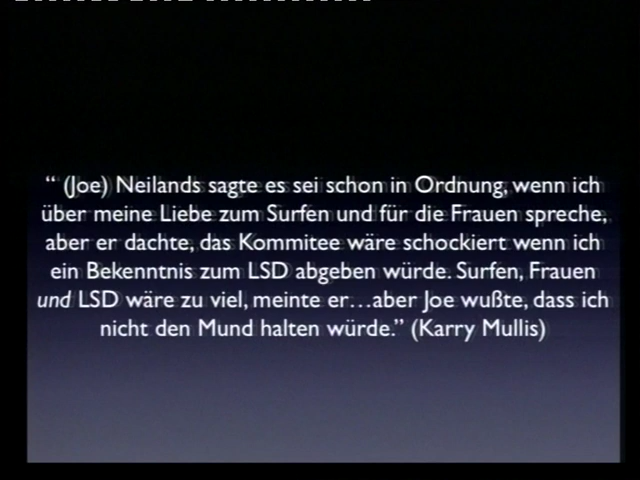 “ (Joe) Neilands sagte es sei schon in Ordnung, wenn ich
über meine Liebe zum Surfen und für die Frauen spreche,
aber er dachte, das Kommitee wäre schockiert wenn ich
ein Bekenntnis zum LSD abgeben würde. Surfen, Frauen
und LSD wäre zu viel, meinte er…aber Joe wußte, dass ich
nicht den Mund halten würde.” (Karry Mullis)